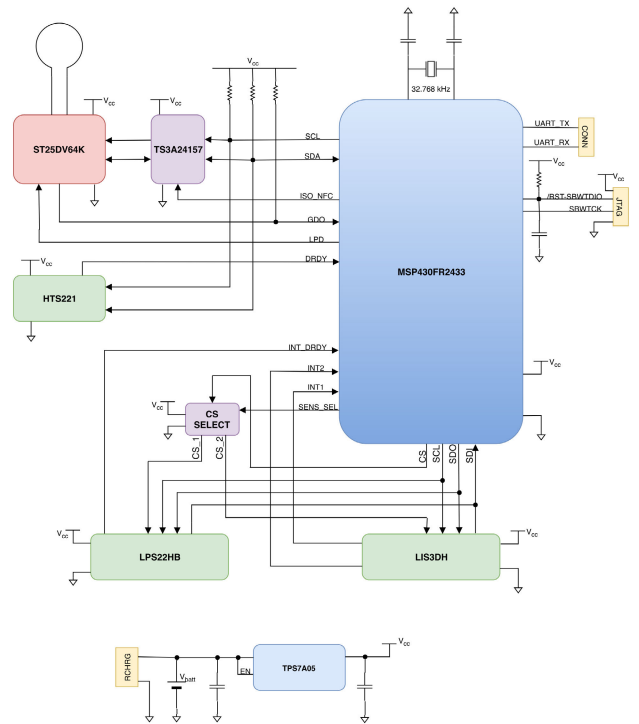 32.768 kHz
Vcc
Vcc
Vcc
ST25DV64K
TS3A24157
SCL
SDA
ISO_NFC
GDO
LPD
DRDY
UART_TX
UART_RX
CONN
Vcc
Vcc
/RST-SBWTDIO
SBWTCK
JTAG
MSP430FR2433
Vcc
HTS221
INT_DRDY
INT2
INT1
SENS_SEL
Vcc
Vcc
CS
SELECT
CS_1
CS_2
CS
SCL
SDO
SDI
Vcc
LPS22HB
LIS3DH
Vcc
RCHRG
Vbatt
EN
TPS7A05
Vcc